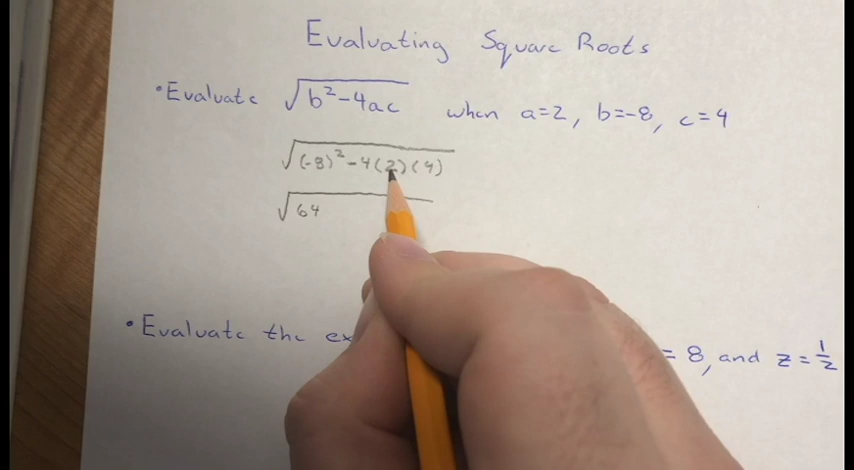 Evaluating Square Roots
•Evaluate √b²-4ac when a=2, b=-8, c=4
√(-8)²-4(2)(4)
√64
•Evaluate the = 8, and z=1/2